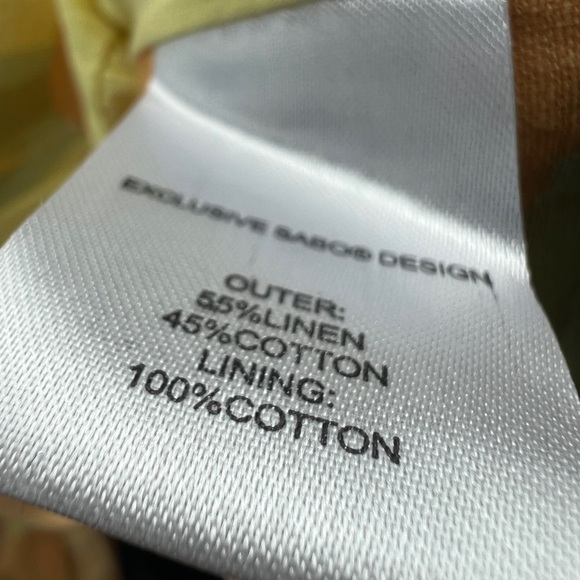 EXCLUSIVE SABO® DESIGN
OUTER:
55%LINEN
45%COTTON
LINING:
100%COTTON